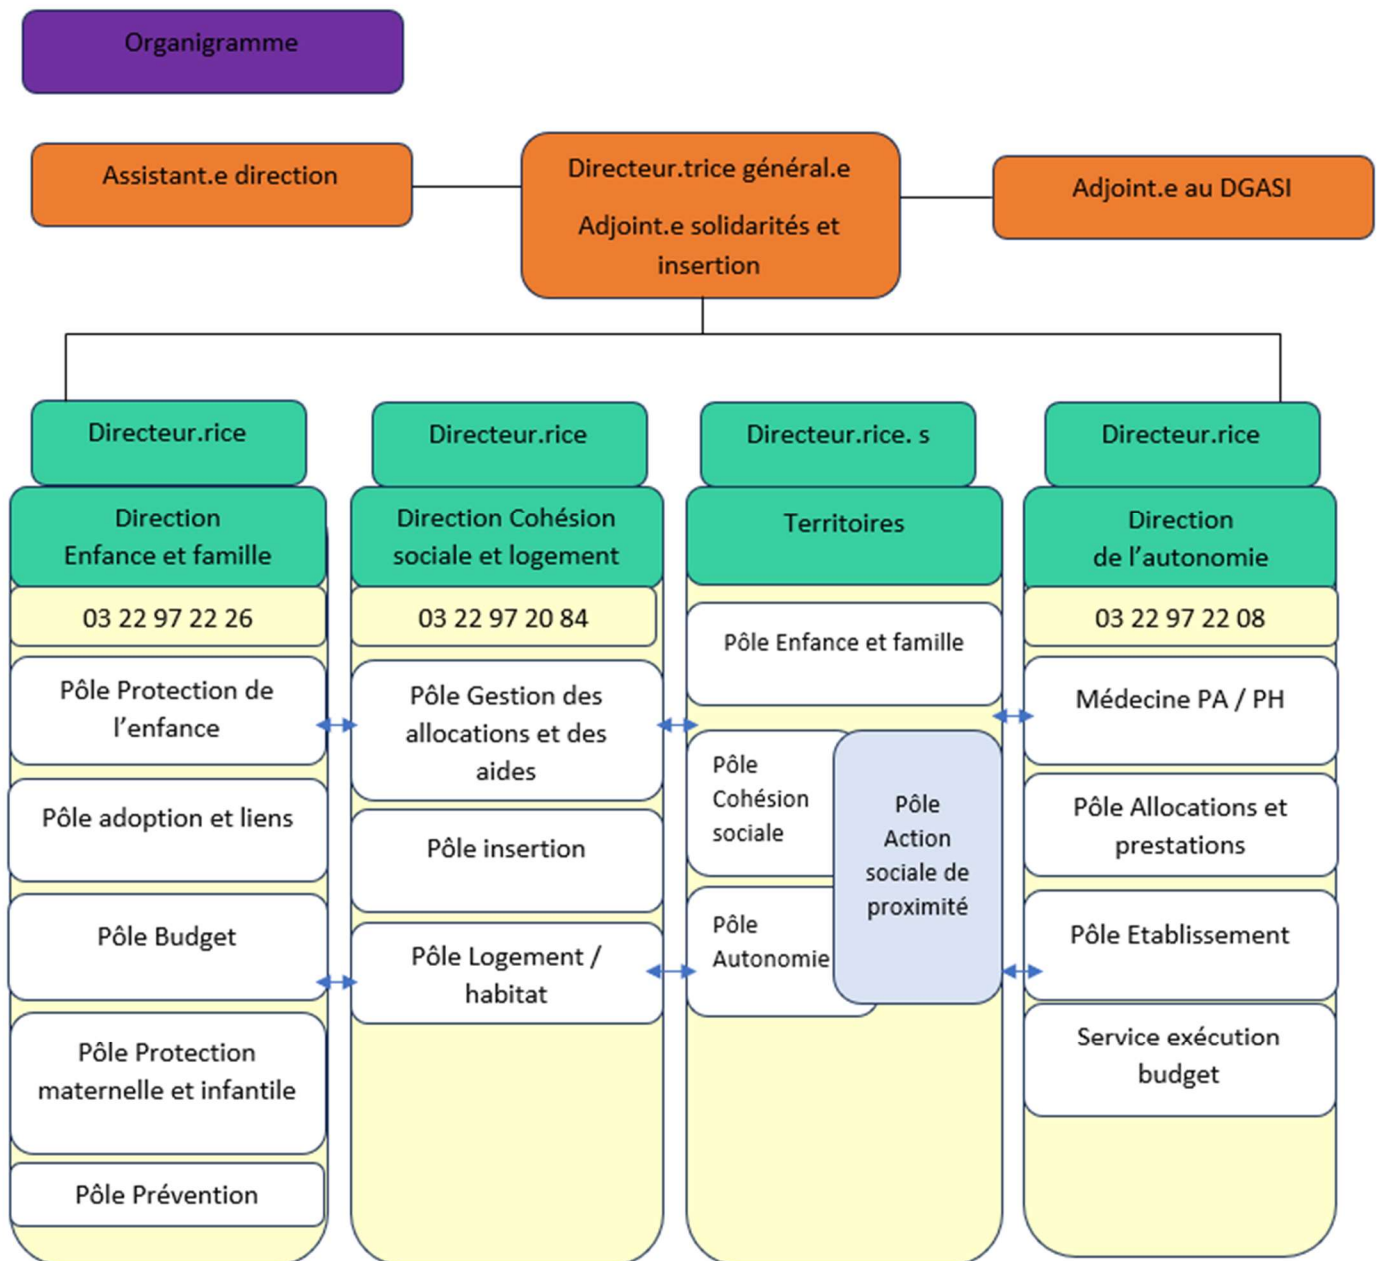 Organigramme
Assistant.e direction
Directeur.trice général.e
Adjoint.e solidarités et
insertion
Adjoint.e au DGASI
Directeur.rice
Direction
Enfance et famille
03 22 97 22 26
Pôle Protection de
l’enfance
Pôle adoption et liens
Pôle Budget
Pôle Protection
maternelle et infantile
Pôle Prévention
Directeur.rice
Direction Cohésion
sociale et logement
03 22 97 20 84
Pôle Gestion des
allocations et des
aides
Pôle insertion
Pôle Logement /
habitat
Directeur.rice. s
Territoires
Pôle Enfance et famille
Pôle
Cohésion
sociale
Pôle
Autonomie
Pôle
Action
sociale de
proximité
Directeur.rice
Direction
de l’autonomie
03 22 97 22 08
Médecine PA / PH
Pôle Allocations et
prestations
Pôle Etablissement
Service exécution
budget